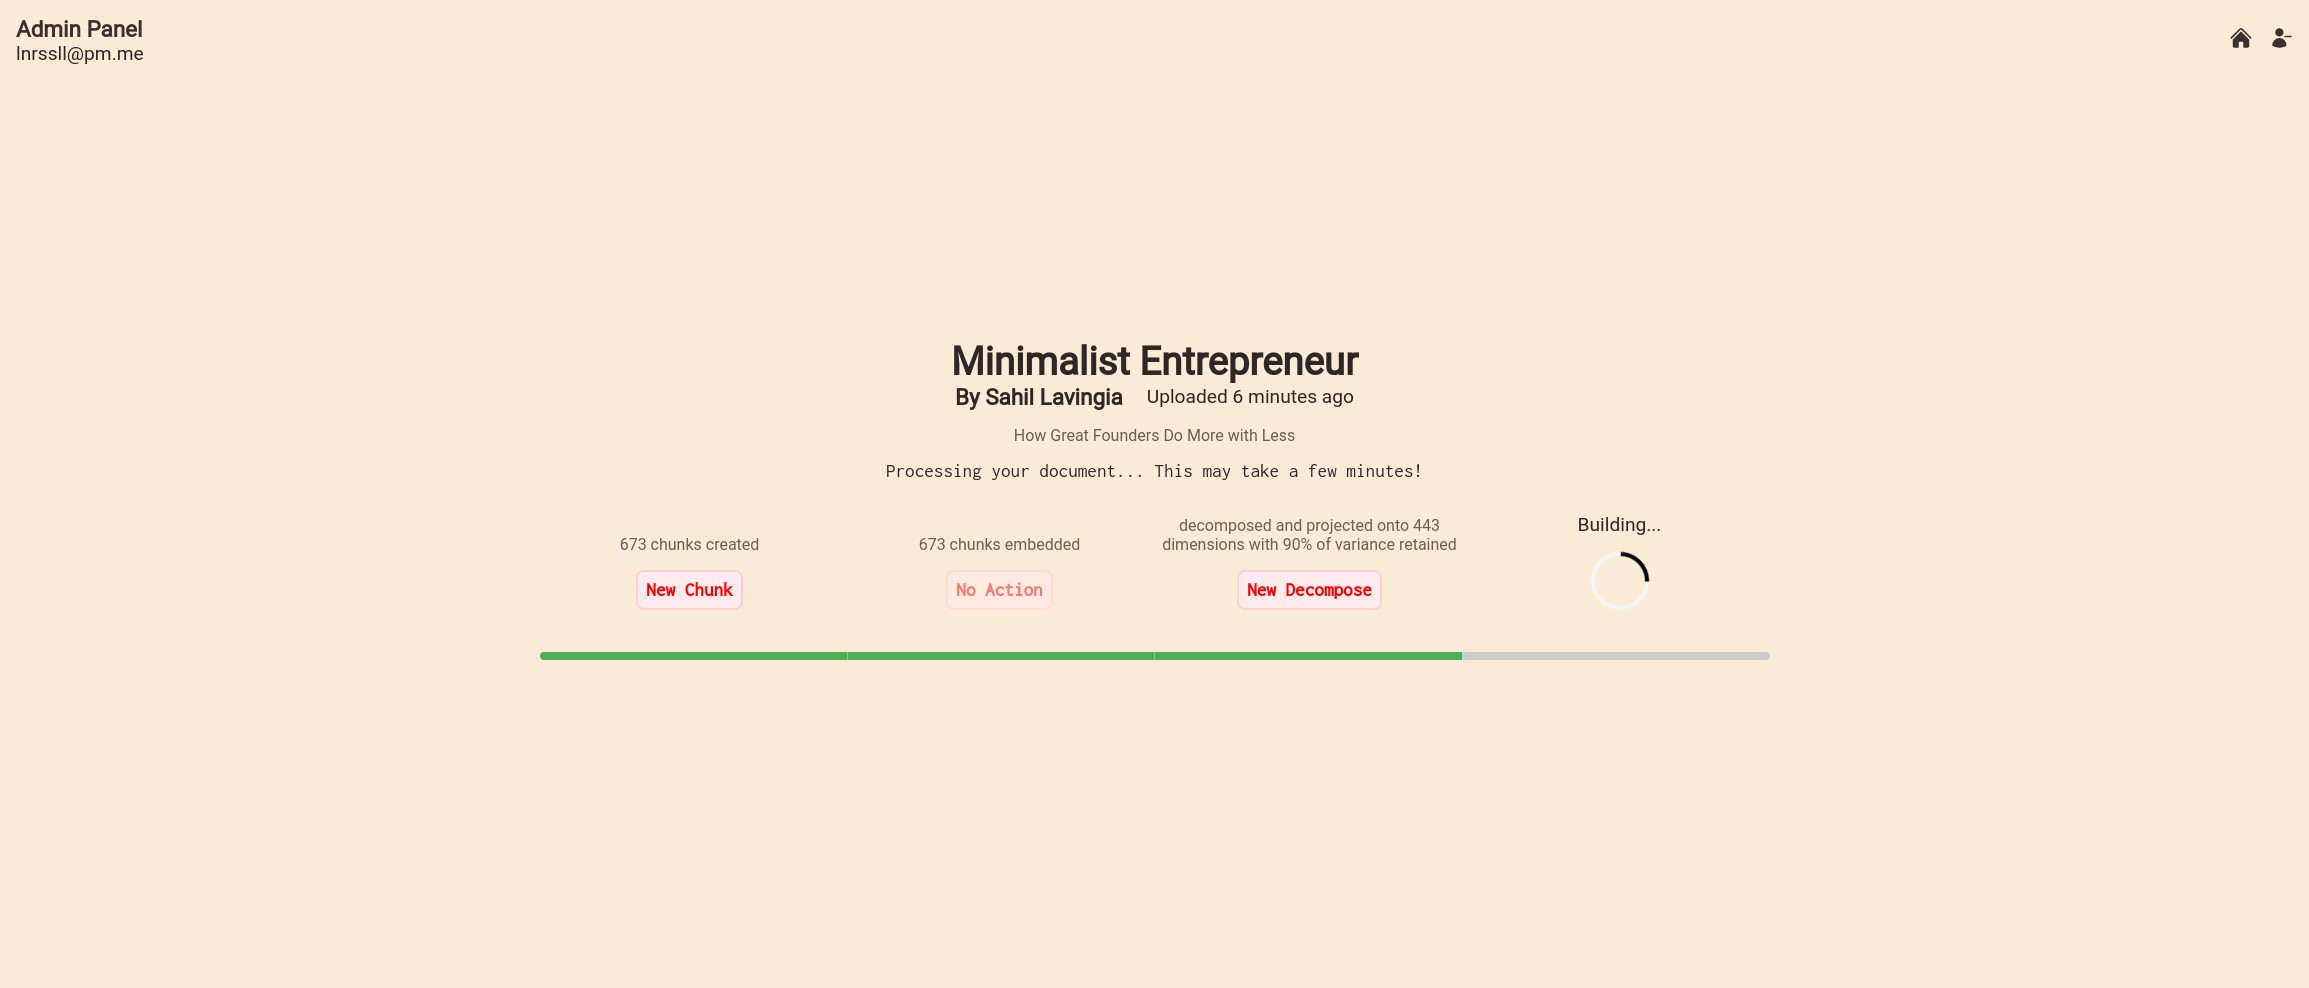 Admin Panel
lnrssll@pm.me
Minimalist Entrepreneur
By Sahil Lavingia Uploaded 6 minutes ago
How Great Founders Do More with Less
Processing your document... This may take a few minutes!
673 chunks created
New Chunk
673 chunks embedded
No Action
decomposed and projected onto 443
dimensions with 90% of variance retained
New Decompose
Building...